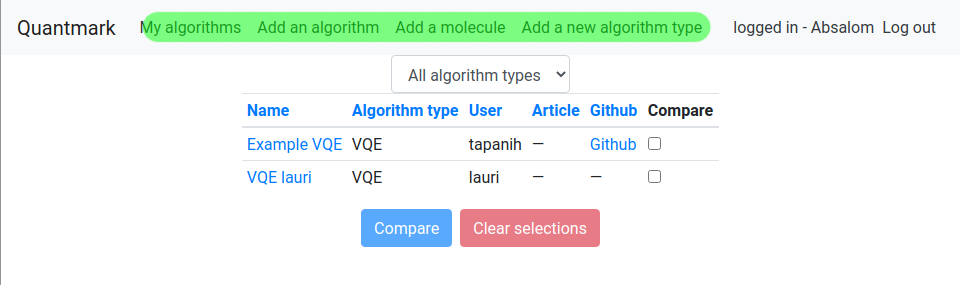 Quantmark My algorithms Add an algorithm Add a molecule Add a new algorithm type logged in - Absalom Log out
All algorithm types
Name Algorithm type User Article Github Compare
Example VQE VQE tapanih — Github
VQE lauri VQE lauri — —
Compare Clear selections